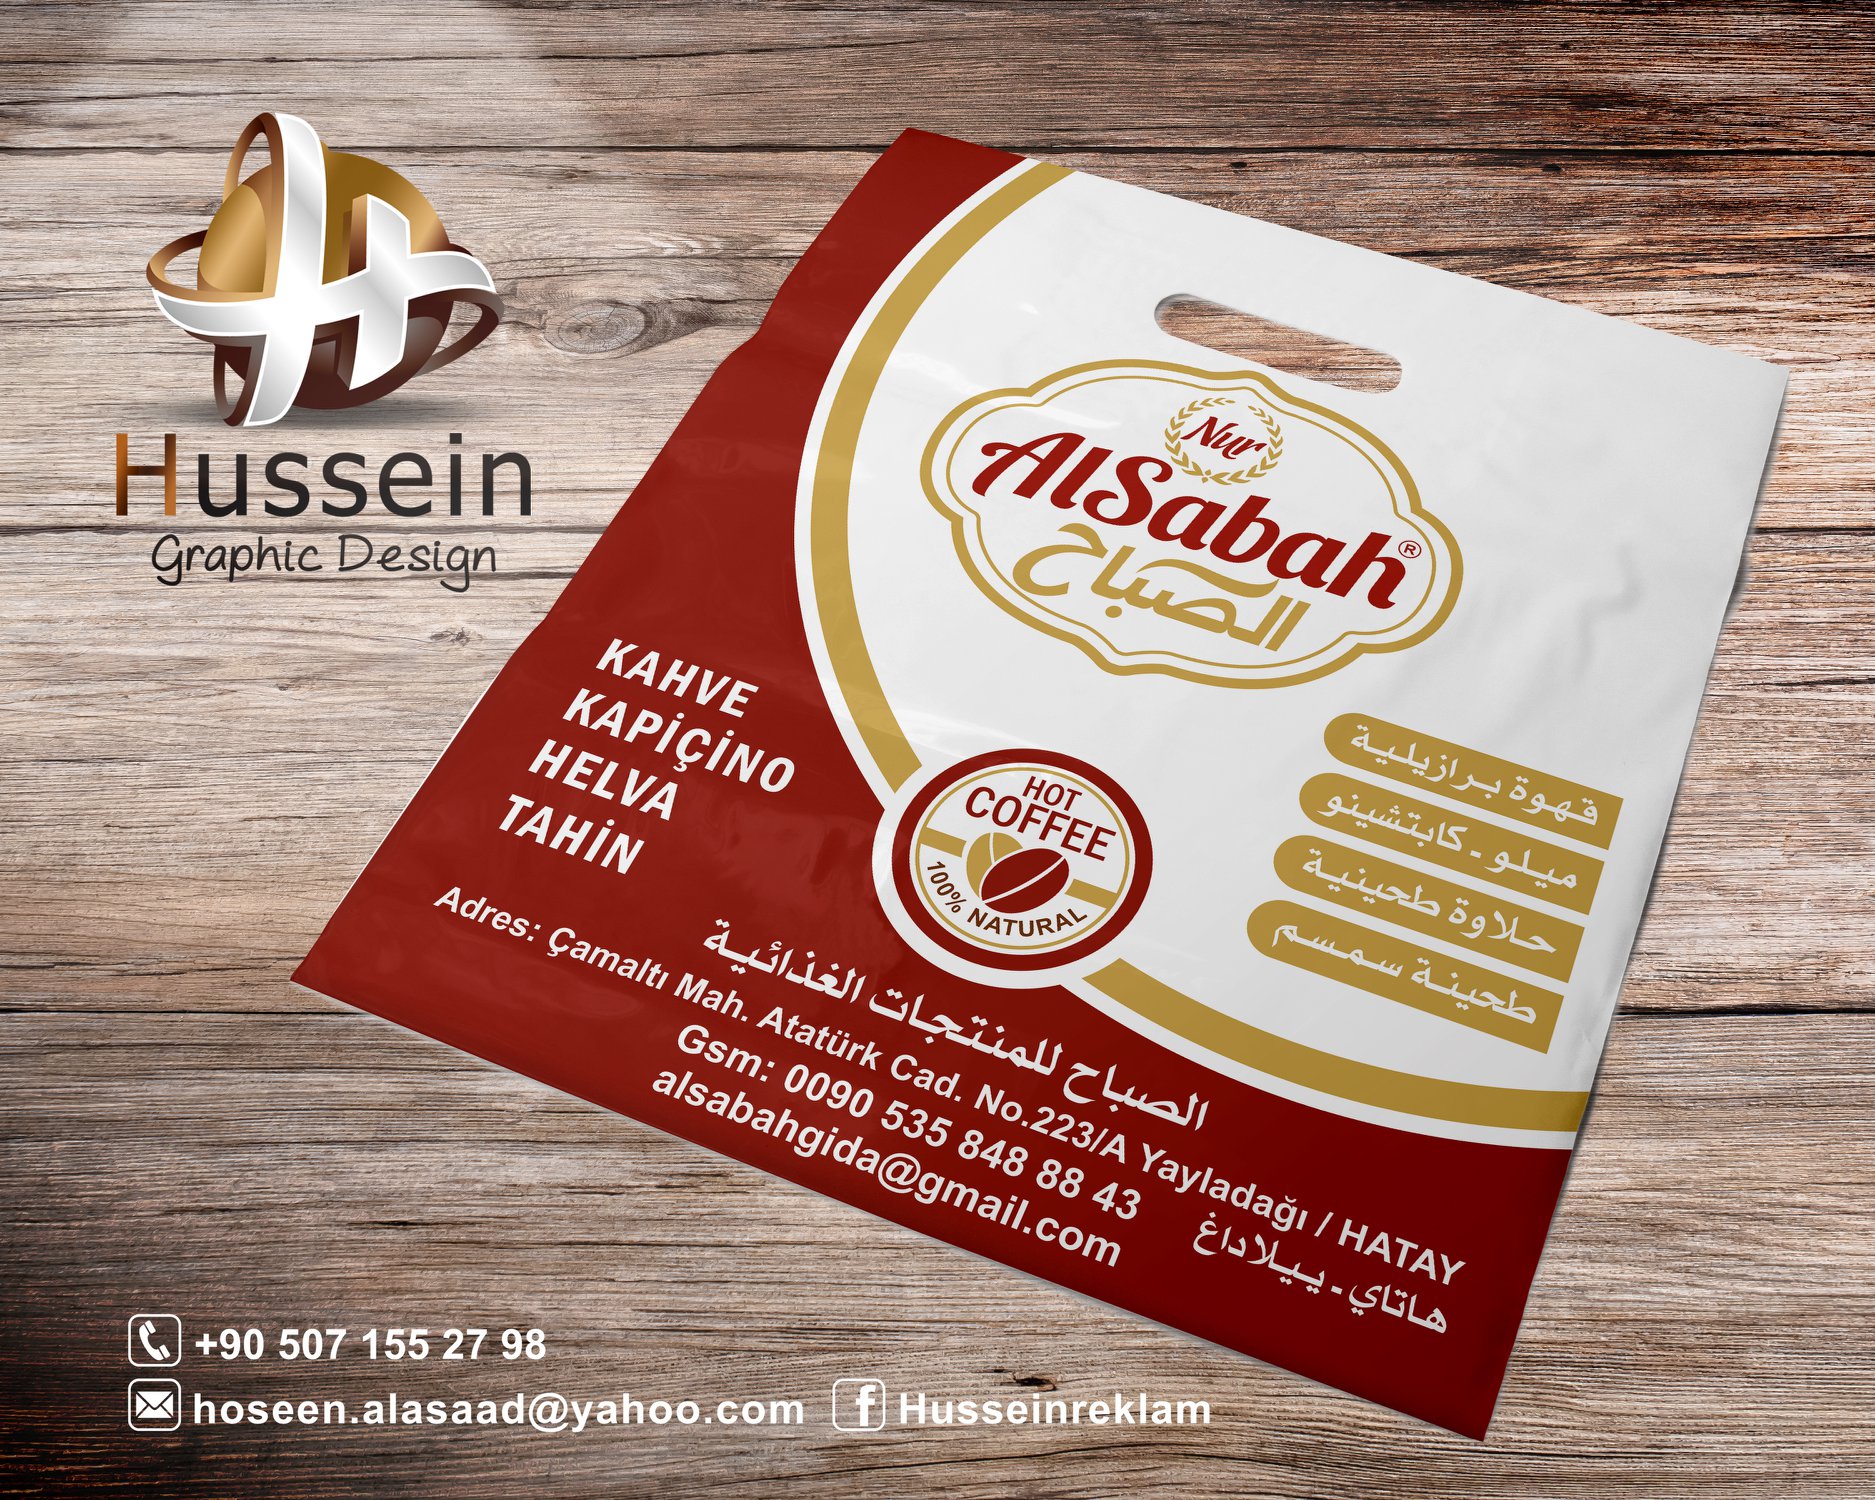 Hussein
Graphic Design
Nur
AlSabah®
الصباح
KAHVE
KAPİÇİNO
HELVA
TAHİN
HOT
COFFEE
100% NATURAL
قهوة برازيلية
ميلو - كابتشينو
حلاوة طحينية
طحينة سمسم
الصباح للمنتجات الغذائية
Adres: Çamaltı Mah. Atatürk Cad. No.223/A Yayladağı / HATAY
Gsm: 0090 535 848 88 43
هاتاي - ييلاداغ
alsabahgida@gmail.com
+90 507 155 27 98
hoseen.alasaad@yahoo.com
Husseinreklam